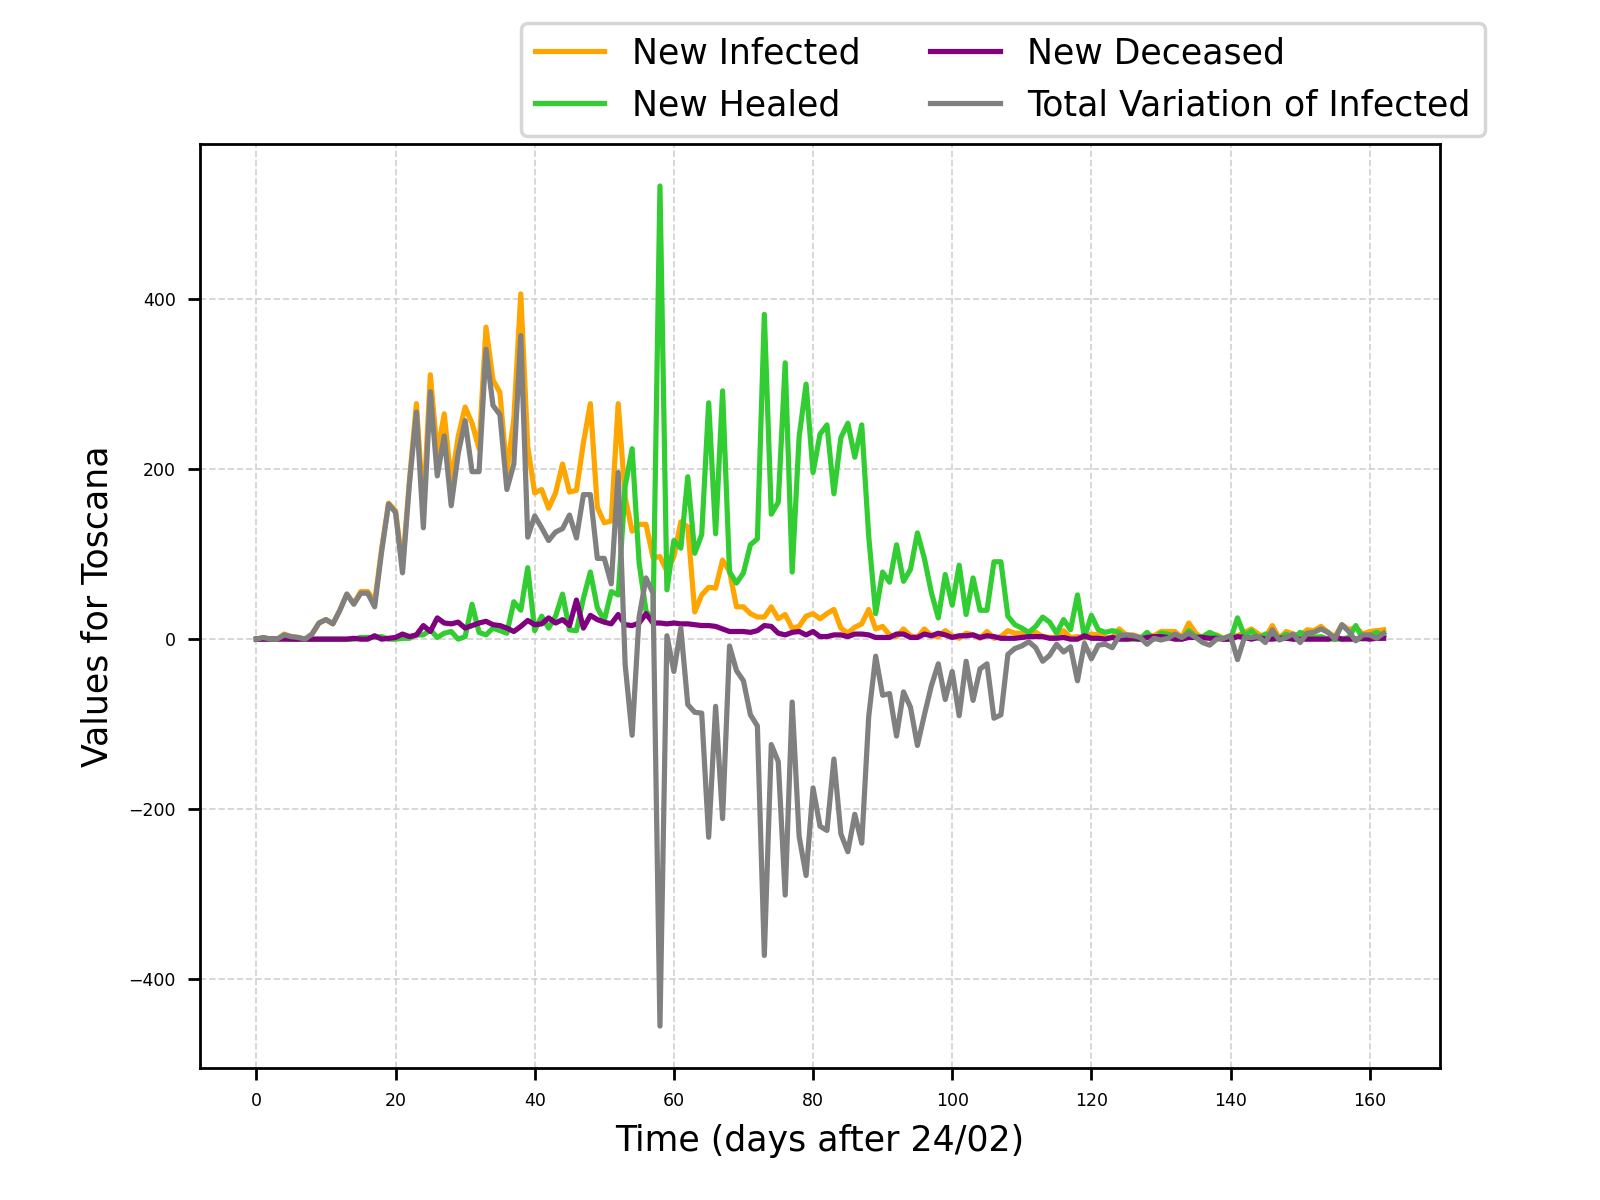 New Infected
New Deceased
New Healed
Total Variation of Infected
Values for Toscana
400
200
0
−200
−400
0 20 40 60 80 100 120 140 160
Time (days after 24/02)